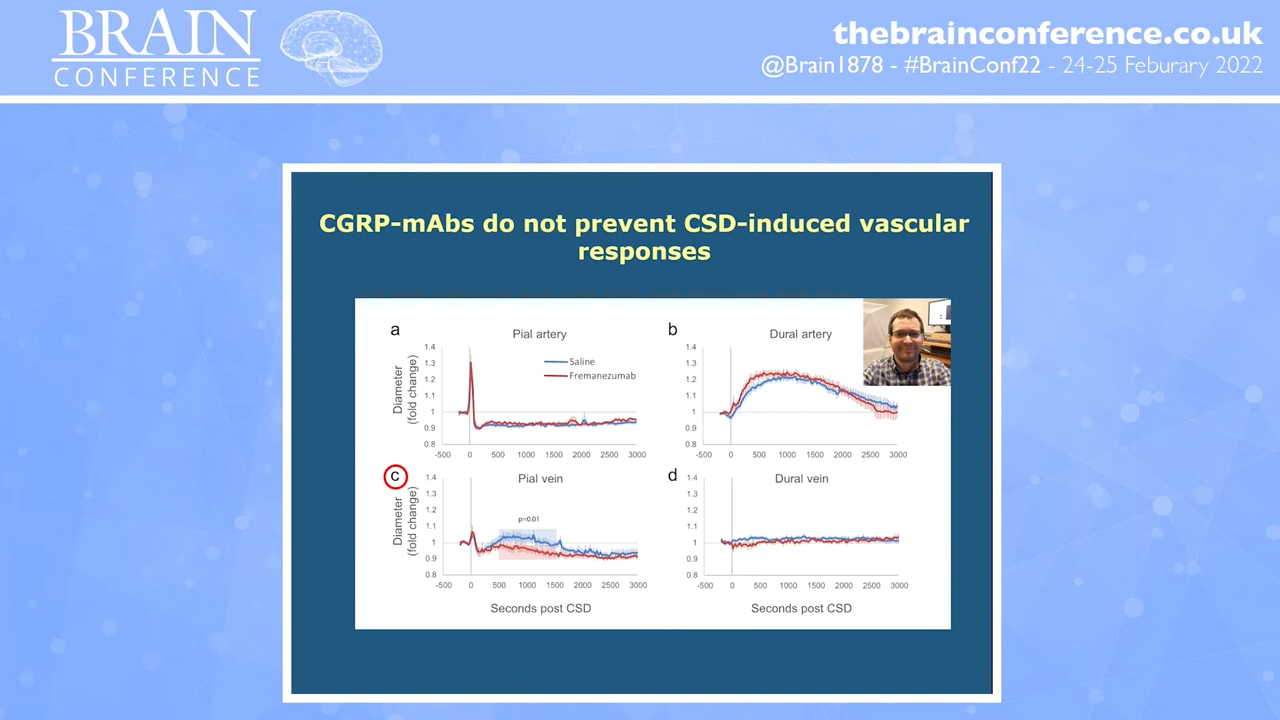 BRAIN
CONFERENCE
thebrainconference.co.uk
@Brain1878 - #BrainConf22 - 24-25 Feburary 2022
CGRP-mAbs do not prevent CSD-induced vascular
responses
a
Pial artery
Diameter
(fold change)
1.4
1.3
1.2
1.1
1
0.9
0.8
Saline
Fremanezumab
-500 0 500 1000 1500 2000 2500 3000
b
Dural artery
1.4
1.3
1.2
1.1
1
0.9
0.8
-500 0 500 1000 1500 2000 2500 3000
c
Pial vein
Diameter
(fold change)
1.4
1.3
1.2
1.1
1
0.9
0.8
p=0.01
-500 0 500 1000 1500 2000 2500 3000
Seconds post CSD
d
Dural vein
1.4
1.3
1.2
1.1
1
0.9
0.8
-500 0 500 1000 1500 2000 2500 3000
Seconds post CSD